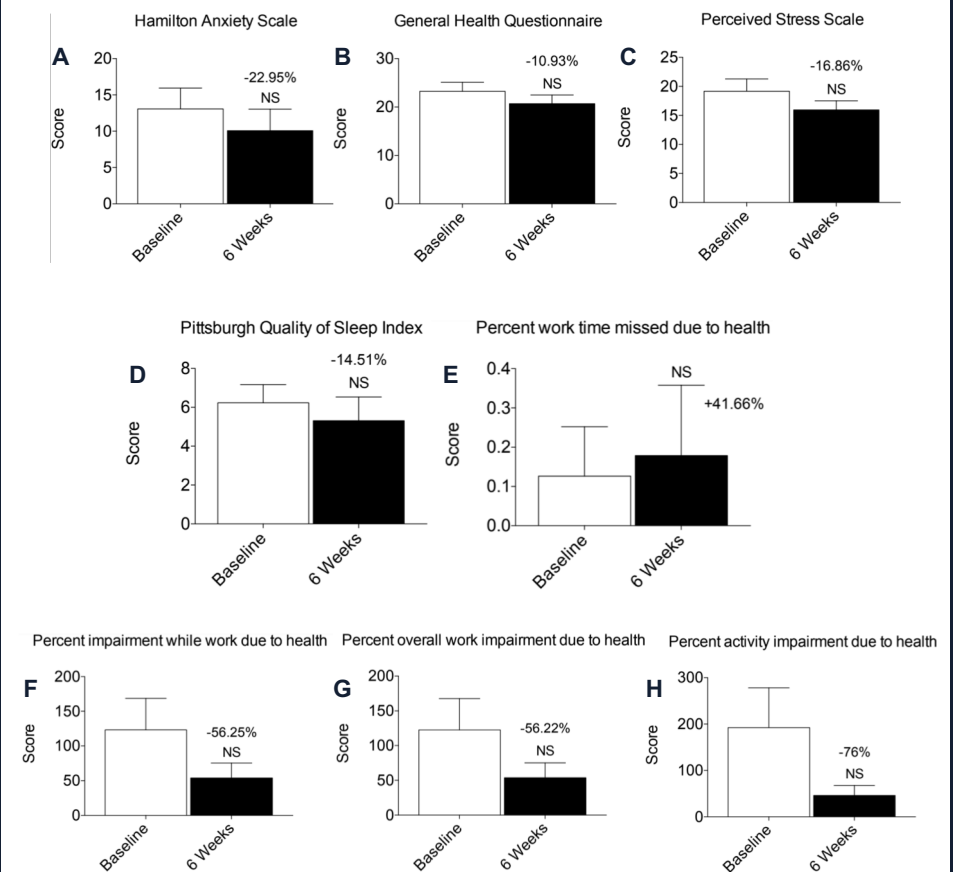 Hamilton Anxiety Scale
General Health Questionnaire
Perceived Stress Scale
A
20
15
10
5
0
Score
-22.95%
NS
Baseline
6 Weeks
B
30
20
10
0
Score
-10.93%
NS
Baseline
6 Weeks
C
25
20
15
10
5
0
Score
-16.86%
NS
Baseline
6 Weeks
Pittsburgh Quality of Sleep Index
Percent work time missed due to health
D
8
6
4
2
0
Score
-14.51%
NS
Baseline
6 Weeks
E
0.4
0.3
0.2
0.1
0.0
Score
NS
+41.66%
Baseline
6 Weeks
Percent impairment while work due to health
Percent overall work impairment due to health
Percent activity impairment due to health
F
200
150
100
50
0
Score
-56.25%
NS
Baseline
6 Weeks
G
200
150
100
50
0
Score
-56.22%
NS
Baseline
6 Weeks
H
300
200
100
0
Score
-76%
NS
Baseline
6 Weeks